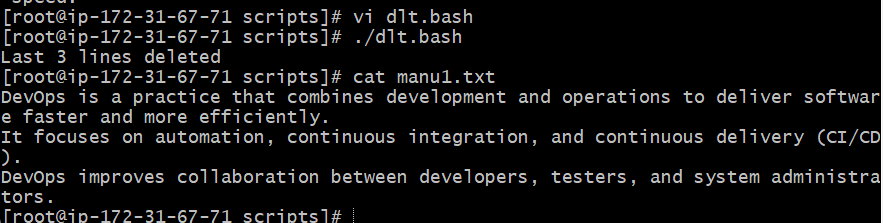 speed.
[root@ip-172-31-67-71 scripts]# vi dlt.bash
[root@ip-172-31-67-71 scripts]# ./dlt.bash
Last 3 lines deleted
[root@ip-172-31-67-71 scripts]# cat manu1.txt
DevOps is a practice that combines development and operations to deliver softwar
e faster and more efficiently.
It focuses on automation, continuous integration, and continuous delivery (CI/CD
).
DevOps improves collaboration between developers, testers, and system administra
tors.
[root@ip-172-31-67-71 scripts]#